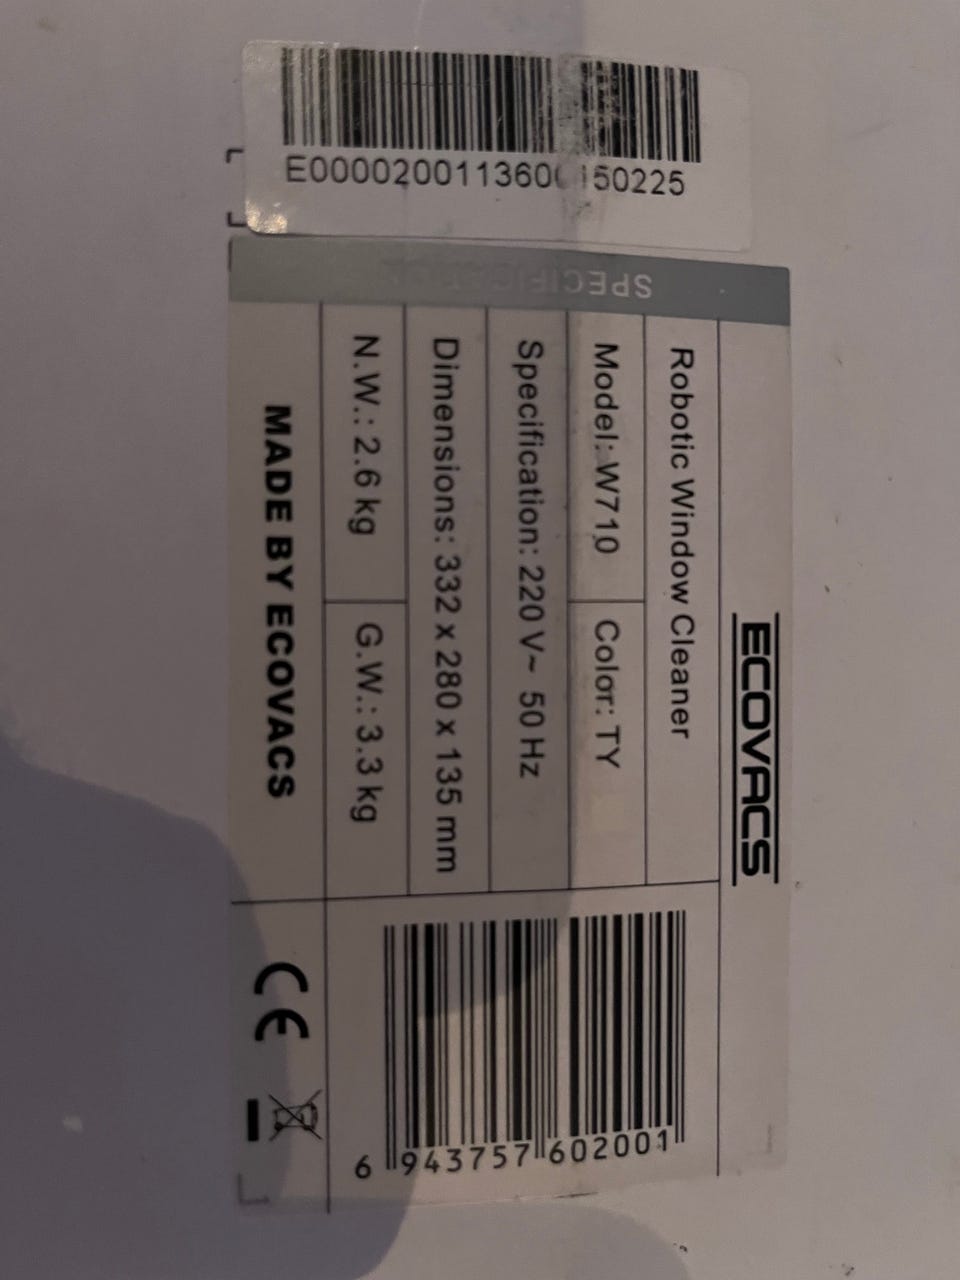 ECOVACS
Robotic Window Cleaner
Model: W710 Color: TY
Specification: 220 V~ 50 Hz
Dimensions: 332 x 280 x 135 mm
N.W.: 2.6 kg G.W.: 3.3 kg
MADE BY ECOVACS
SPECIFICATION
6 943757 602001
CE